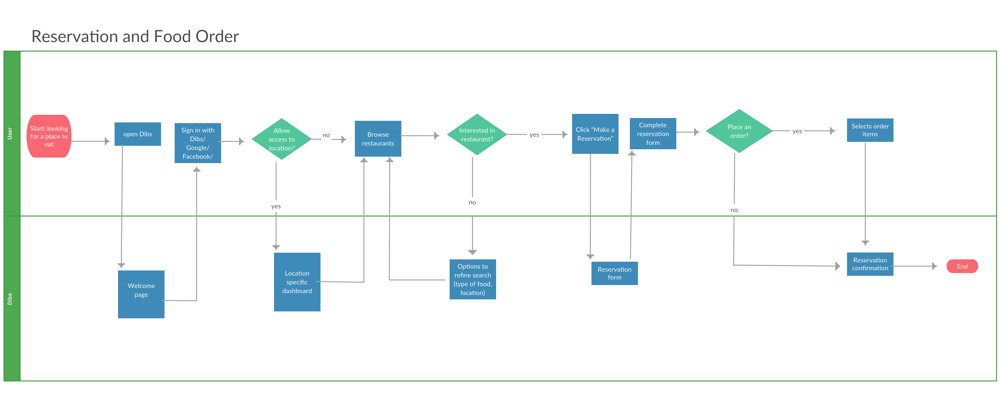 Reservation and Food Order
User
Start: looking
for a place to
eat
open Dibs
Sign in with
Dibs/
Google/
Facebook/
Allow
access to
location?
no
yes
Browse
restaurants
Interested in
restaurant?
yes
no
Click "Make a
Reservation"
Complete
reservation
form
Place an
order?
yes
no
Selects order
items
Dibs
Welcome
page
Location
specific
dashboard
Options to
refine search
(type of food,
location)
Reservation
form
Reservation
confirmation
End